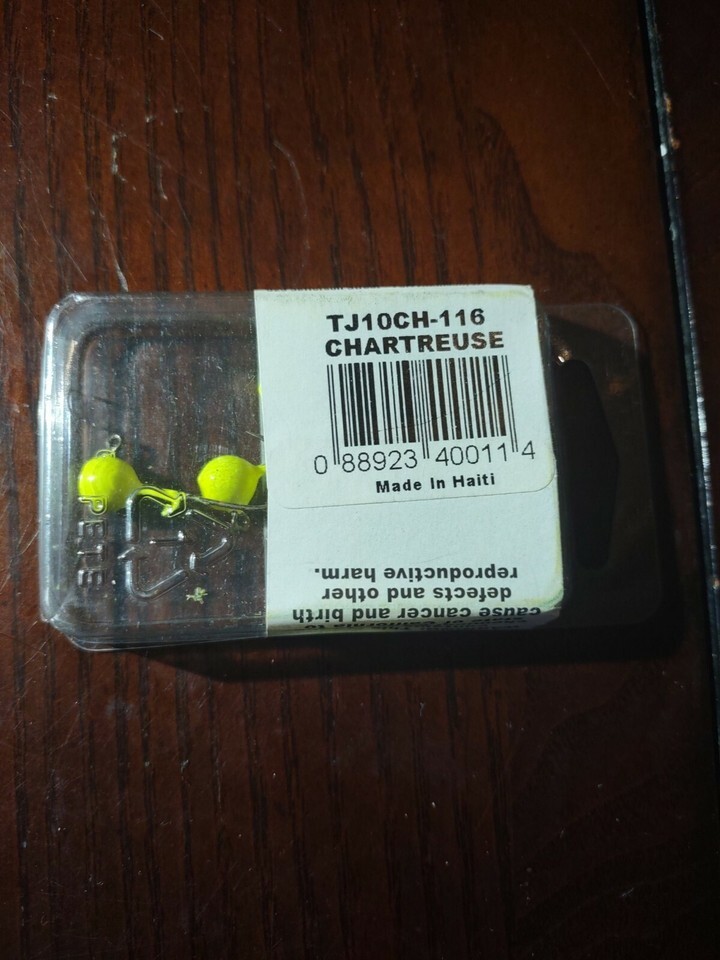 TJ10CH-116
CHARTREUSE
0 88923 40011 4
Made In Haiti
cause cancer and birth
defects and other
reproductive harm.
PETE
1